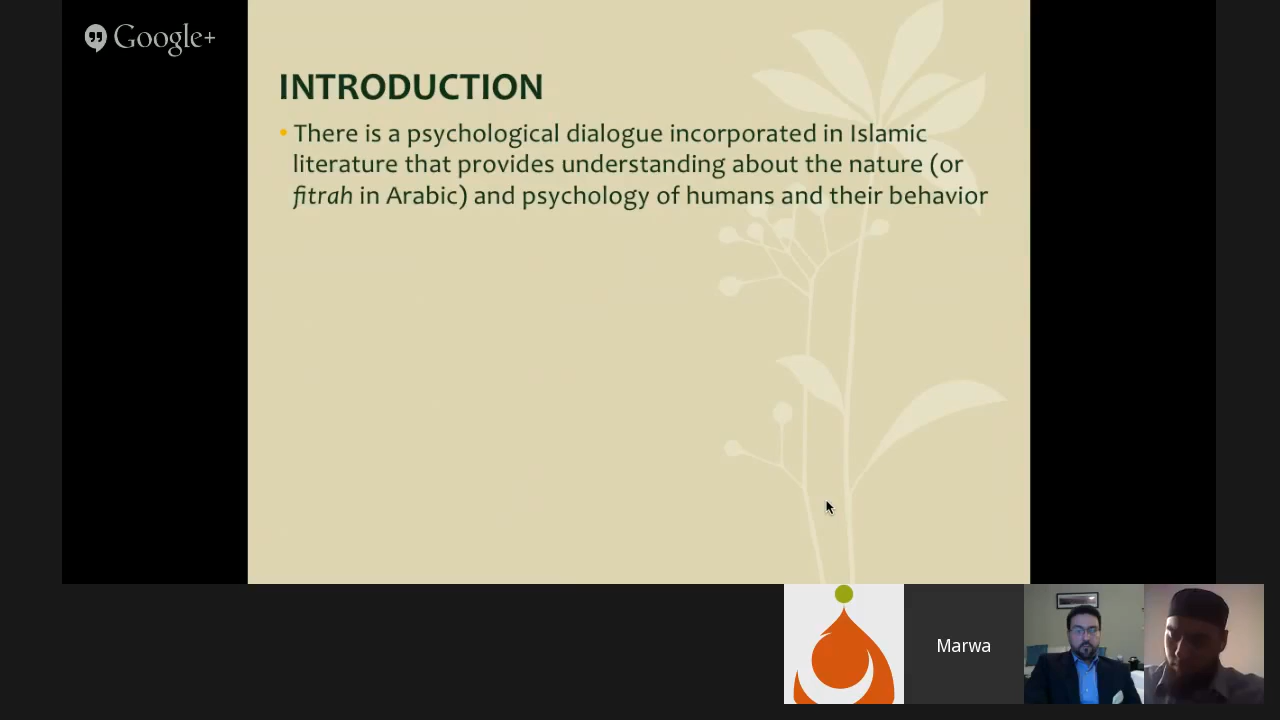 Google+
INTRODUCTION
• There is a psychological dialogue incorporated in Islamic
literature that provides understanding about the nature (or
fitrah in Arabic) and psychology of humans and their behavior
Marwa